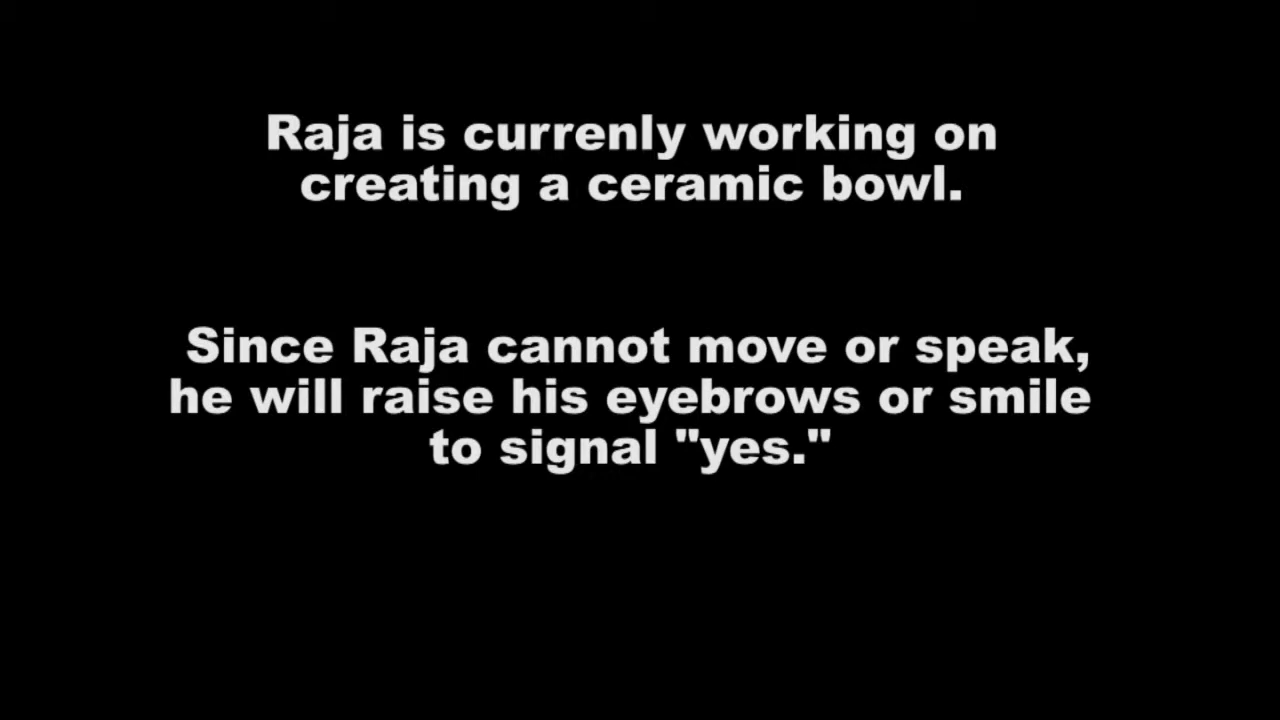 Raja is currenly working on
creating a ceramic bowl.
Since Raja cannot move or speak,
he will raise his eyebrows or smile
to signal "yes."